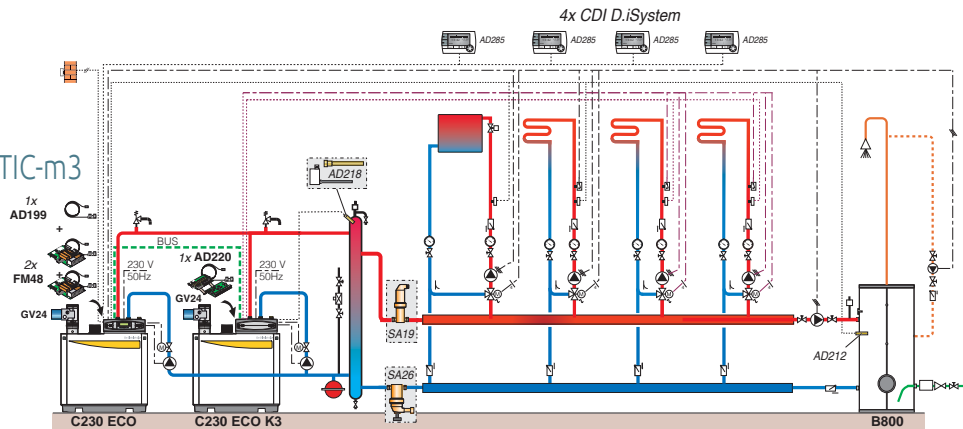 4x CDI D.iSystem
AD285
AD285
AD285
AD285
TIC-m3
1x
AD199
+
+
2x
FM48
GV24
AD218
BUS
1x AD220
230 V
50Hz
230 V
50Hz
GV24
M
M
M
M
M
M
SA19
SA26
AD212
C230 ECO
C230 ECO K3
B800